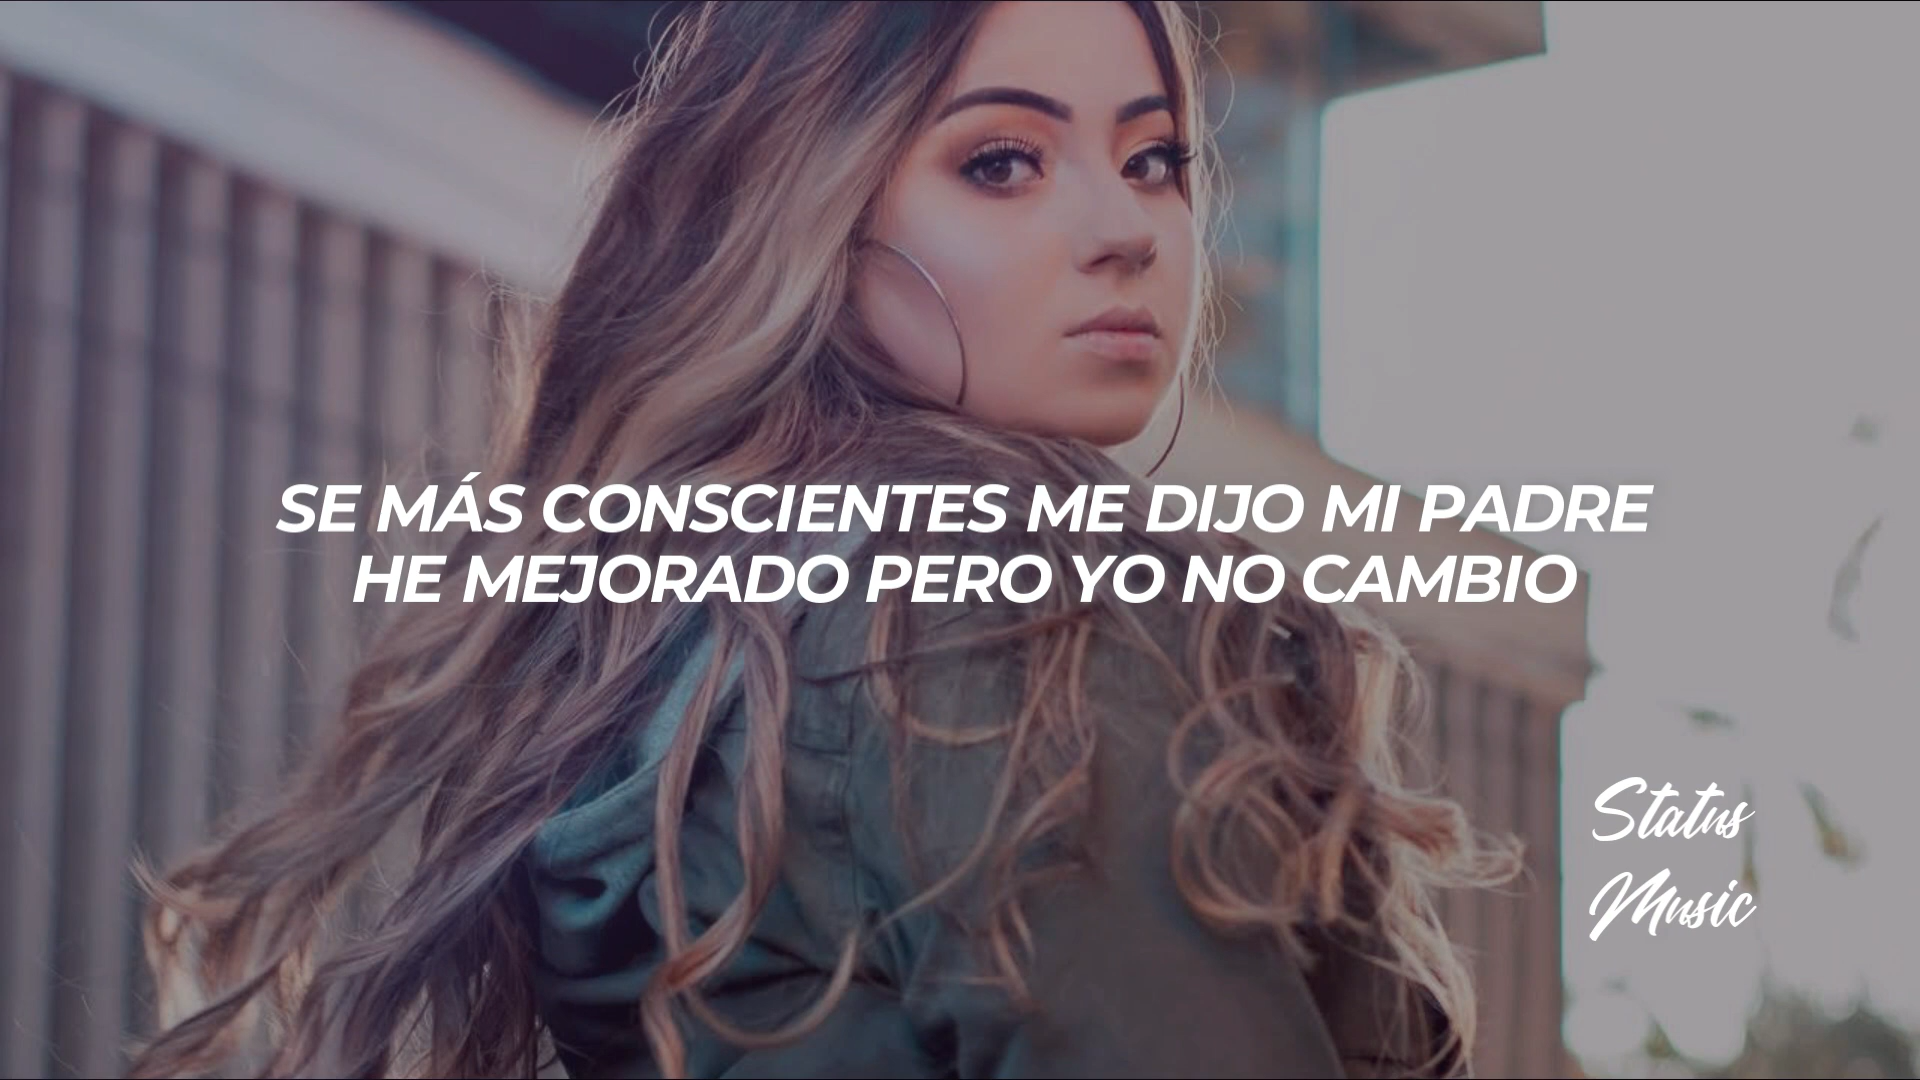 SE MÁS CONSCIENTES ME DIJO MI PADRE
HE MEJORADO PERO YO NO CAMBIO
Status
Music